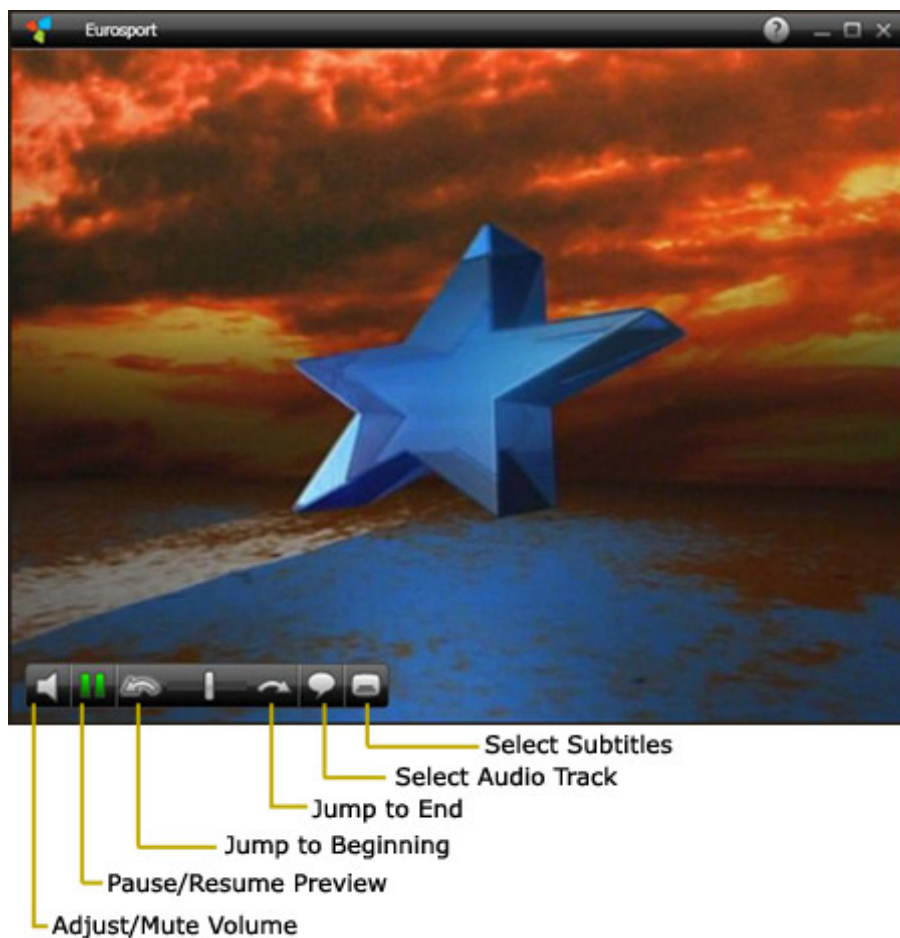 Eurosport
?
Select Subtitles
Select Audio Track
Jump to End
Jump to Beginning
Pause/Resume Preview
Adjust/Mute Volume